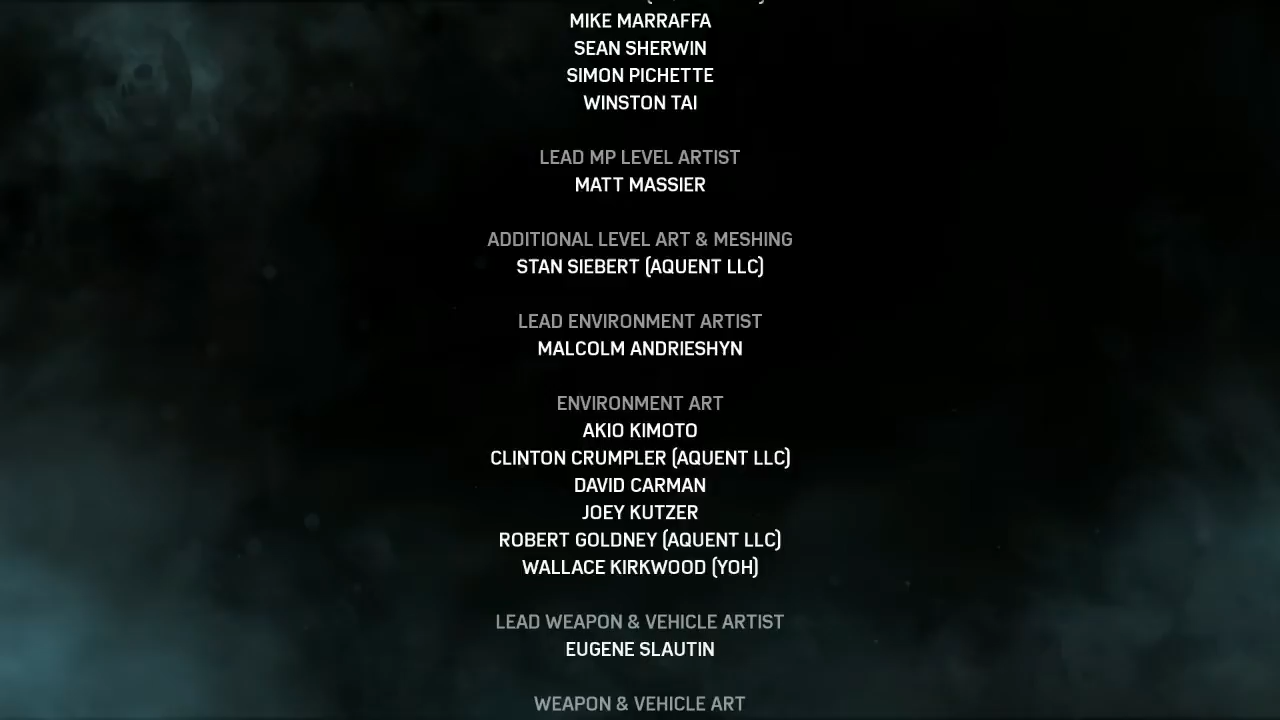 MIKE MARRAFFA
SEAN SHERWIN
SIMON PICHETTE
WINSTON TAI
LEAD MP LEVEL ARTIST
MATT MASSIER
ADDITIONAL LEVEL ART & MESHING
STAN SIEBERT (AQUENT LLC)
LEAD ENVIRONMENT ARTIST
MALCOLM ANDRIESHYN
ENVIRONMENT ART
AKIO KIMOTO
CLINTON CRUMPLER (AQUENT LLC)
DAVID CARMAN
JOEY KUTZER
ROBERT GOLDNEY (AQUENT LLC)
WALLACE KIRKWOOD (YOH)
LEAD WEAPON & VEHICLE ARTIST
EUGENE SLAUTIN
WEAPON & VEHICLE ART